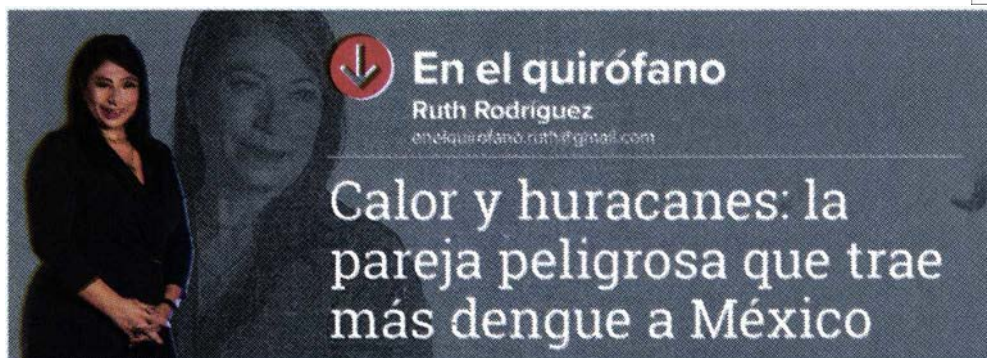 En el quirófano
Ruth Rodríguez
enelquirofano.ruth@gmail.com
Calor y huracanes: la
pareja peligrosa que trae
más dengue a México